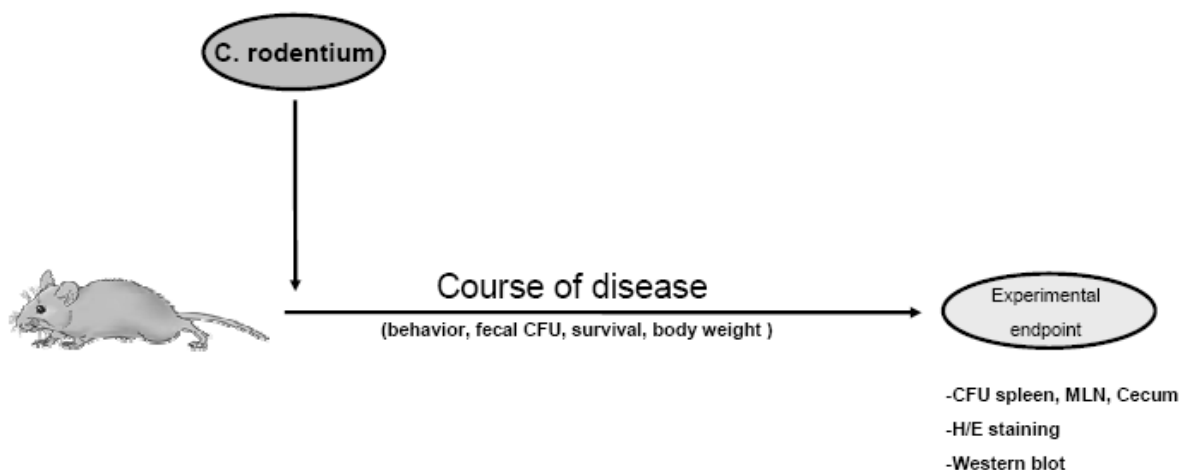 C. rodentium
Course of disease
(behavior, fecal CFU, survival, body weight )
Experimental
endpoint
-CFU spleen, MLN, Cecum
-H/E staining
-Western blot